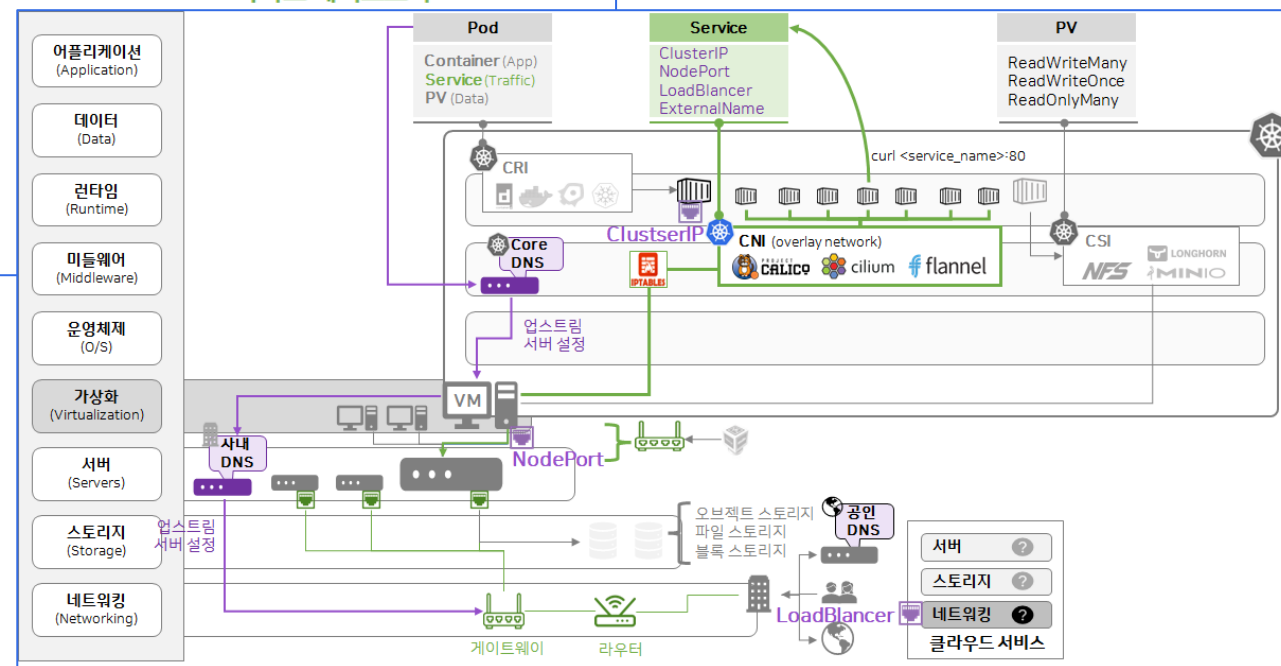 어플리케이션
(Application)
데이터
(Data)
런타임
(Runtime)
미들웨어
(Middleware)
운영체제
(O/S)
가상화
(Virtualization)
서버
(Servers)
스토리지
(Storage)
네트워킹
(Networking)
Pod
Container (App)
Service (Traffic)
PV (Data)
Service
ClusterIP
NodePort
LoadBlancer
ExternalName
PV
ReadWriteMany
ReadWriteOnce
ReadOnlyMany
curl <service_name>:80
CRI
d
ClustserIP
CNI (overlay network)
PROJECT
CALICO
cilium
flannel
CSI
LONGHORN
NFS
MINIO
Core
DNS
IPTABLES
업스트림
서버 설정
VM
NodePort
사내
DNS
업스트림
서버 설정
오브젝트 스토리지
파일 스토리지
블록 스토리지
공인
DNS
LoadBlancer
게이트웨이
라우터
서버 ?
스토리지 ?
네트워킹 ?
클라우드 서비스